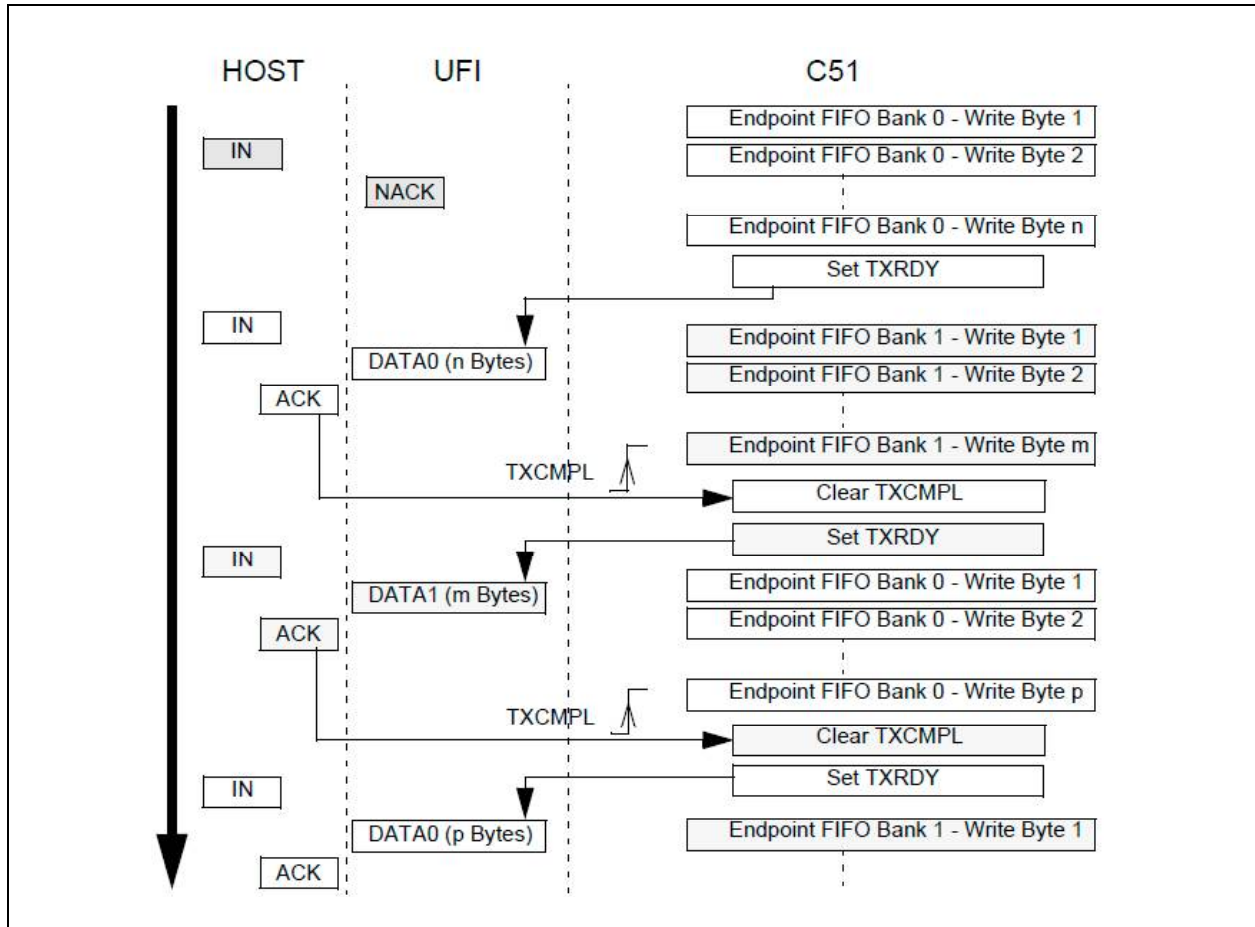 HOST UFI C51
Endpoint FIFO Bank 0 - Write Byte 1
IN
Endpoint FIFO Bank 0 - Write Byte 2
NACK
Endpoint FIFO Bank 0 - Write Byte n
Set TXRDY
IN
Endpoint FIFO Bank 1 - Write Byte 1
DATA0 (n Bytes)
Endpoint FIFO Bank 1 - Write Byte 2
ACK
Endpoint FIFO Bank 1 - Write Byte m
TXCMPL
Clear TXCMPL
Set TXRDY
IN
Endpoint FIFO Bank 0 - Write Byte 1
DATA1 (m Bytes)
Endpoint FIFO Bank 0 - Write Byte 2
ACK
Endpoint FIFO Bank 0 - Write Byte p
TXCMPL
Clear TXCMPL
Set TXRDY
IN
DATA0 (p Bytes)
Endpoint FIFO Bank 1 - Write Byte 1
ACK